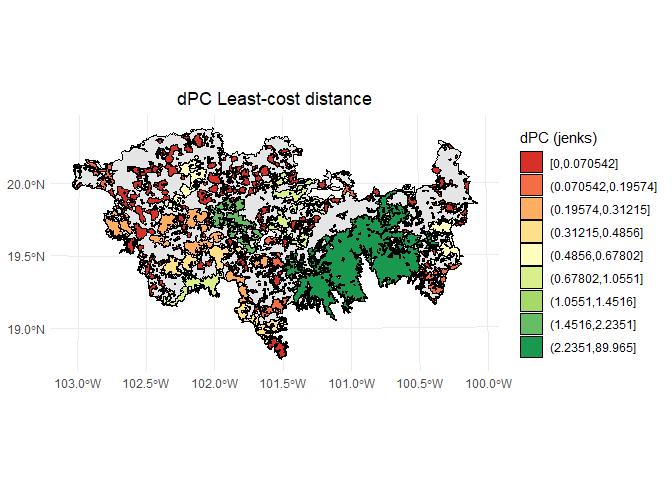 dPC Least-cost distance
20.0°N
19.5°N
19.0°N
103.0°W
102.5°W
102.0°W
101.5°W
101.0°W
100.5°W
100.0°W
dPC (jenks)
[0,0.070542]
(0.070542,0.19574]
(0.19574,0.31215]
(0.31215,0.4856]
(0.4856,0.67802]
(0.67802,1.0551]
(1.0551,1.4516]
(1.4516,2.2351]
(2.2351,89.965]